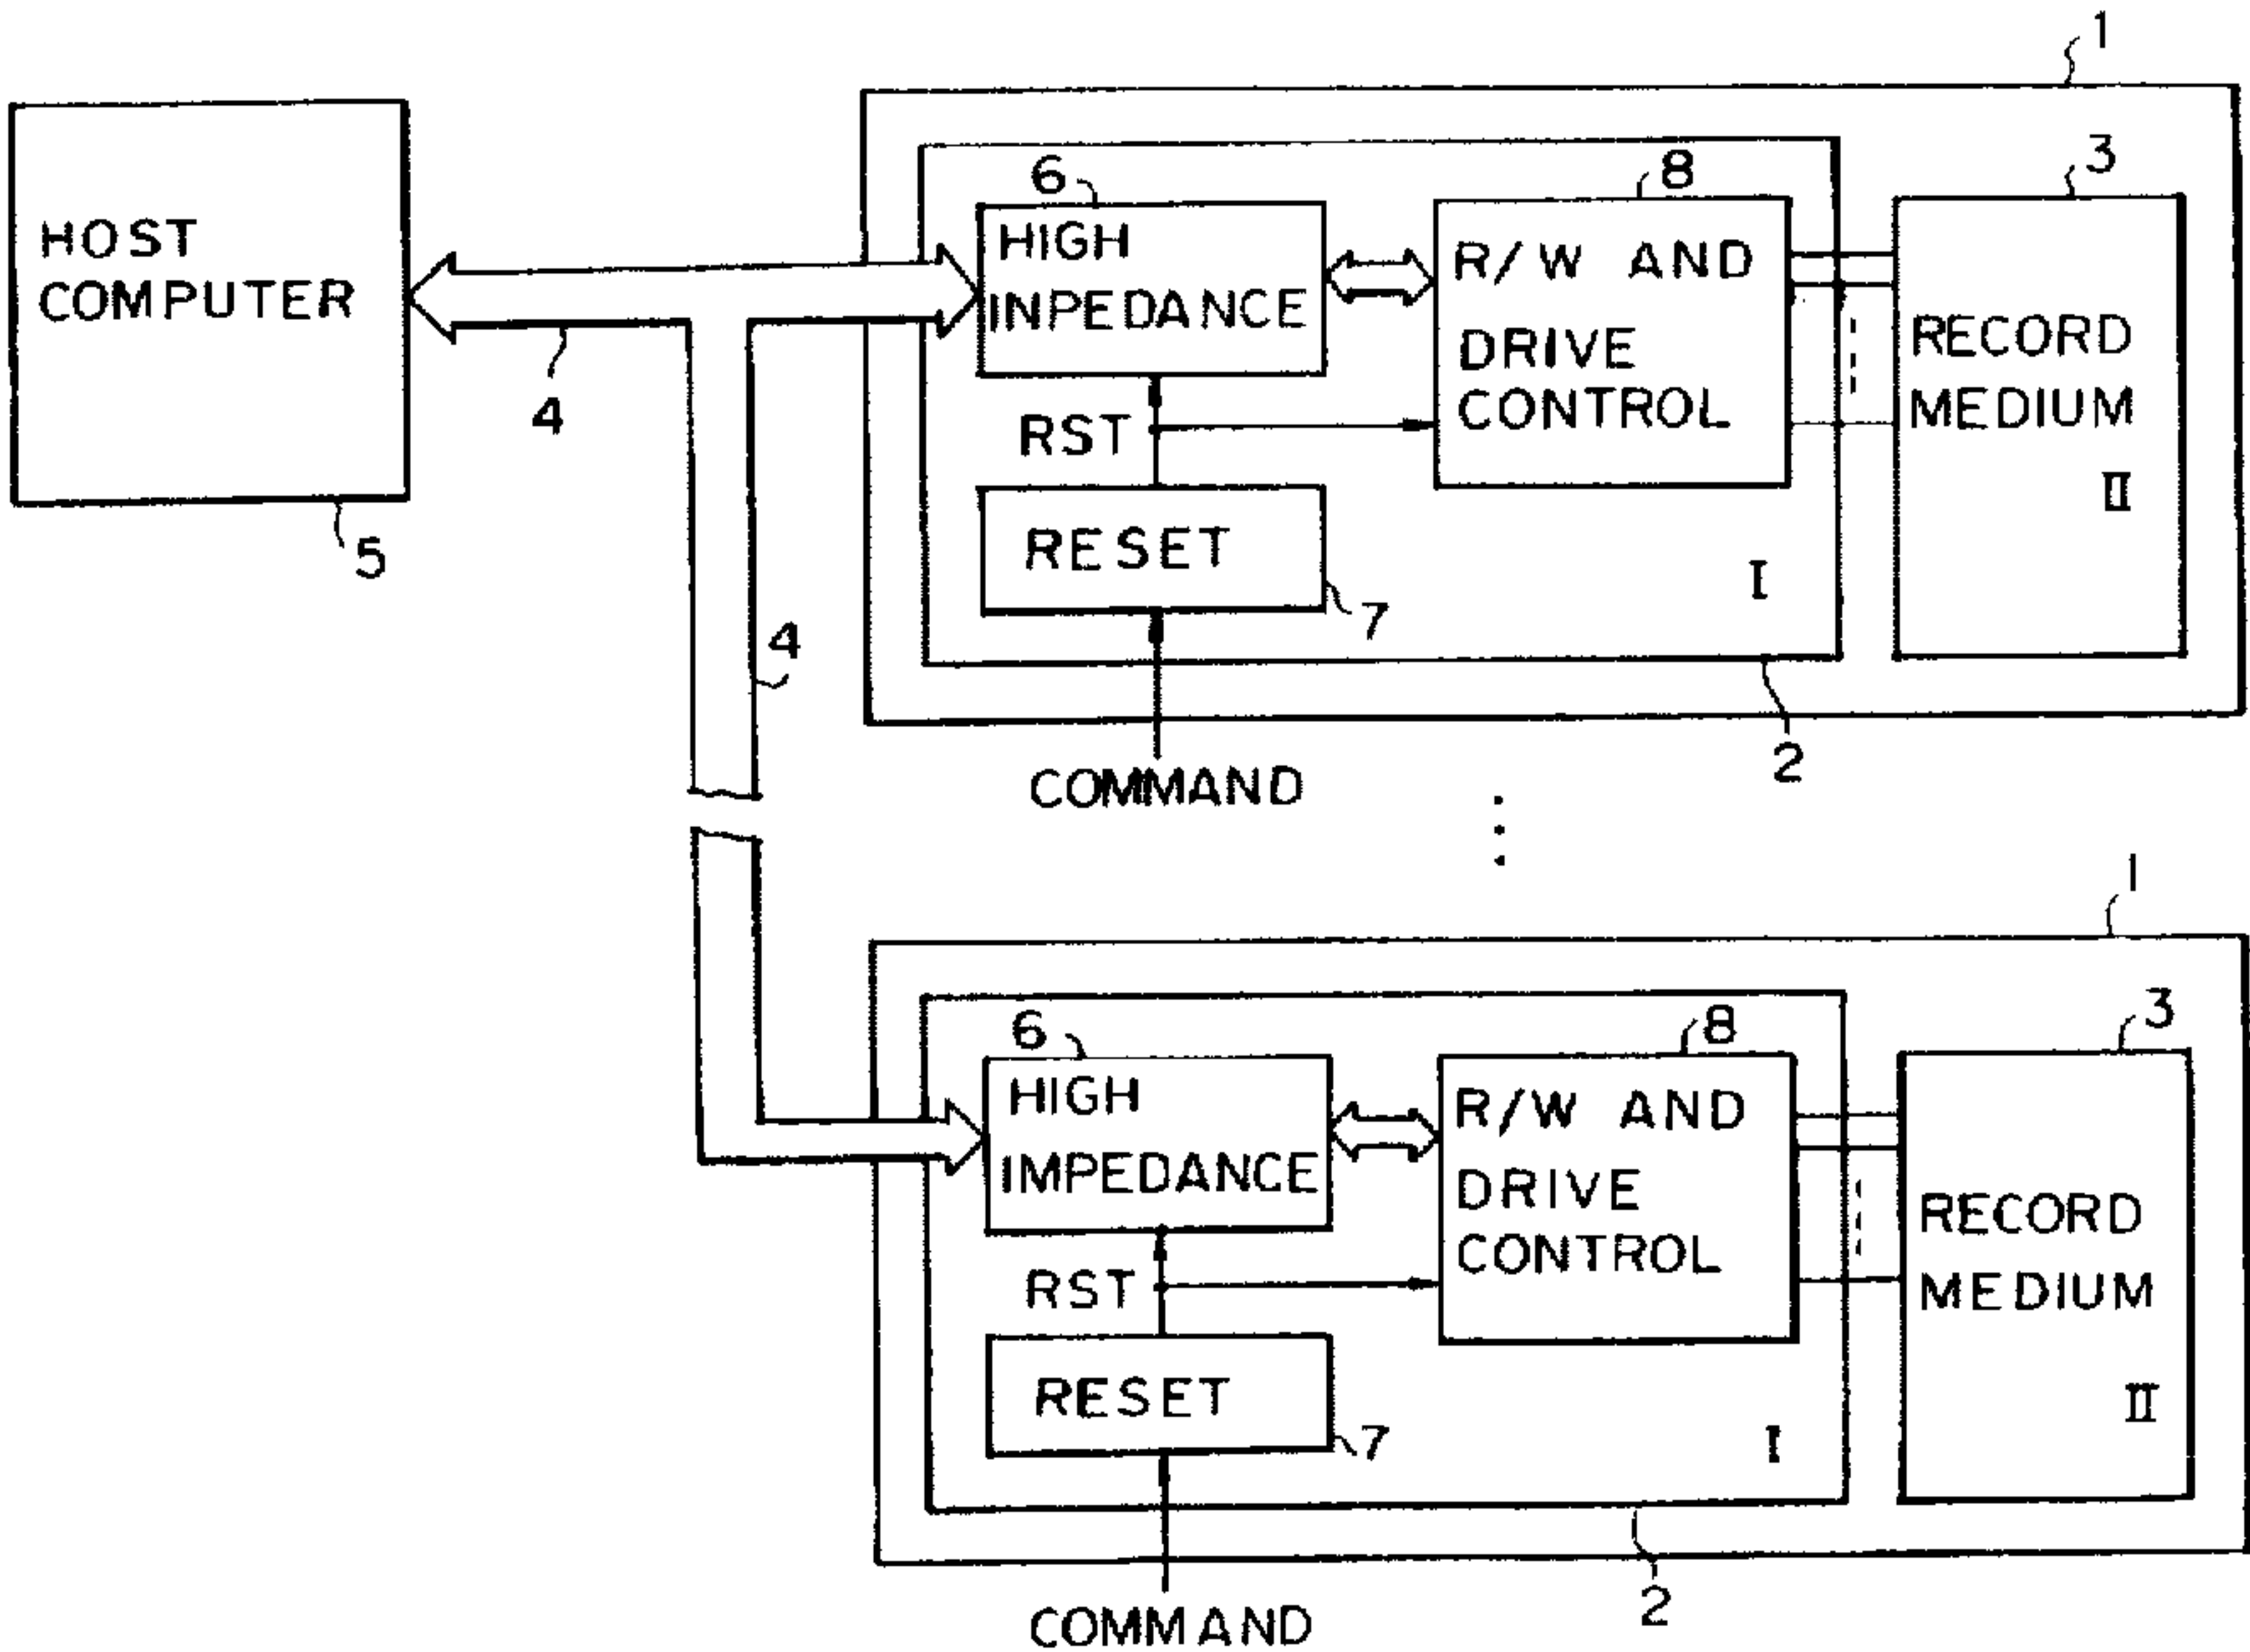 1
3
6
8
HOST
COMPUTER
HIGH
INPEDANCE
R/W AND
DRIVE
CONTROL
RECORD
MEDIUM
4
RST
II
5
RESET
I
7
4
2
COMMAND
1
3
6
8
HIGH
IMPEDANCE
R/W AND
DRIVE
CONTROL
RECORD
MEDIUM
RST
RESET
II
7
I
2
COMMAND